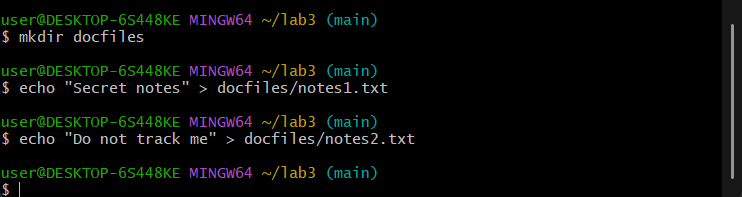 user@DESKTOP-6S448KE MINGW64 ~/lab3 (main)
$ mkdir docfiles
user@DESKTOP-6S448KE MINGW64 ~/lab3 (main)
$ echo "Secret notes" > docfiles/notes1.txt
user@DESKTOP-6S448KE MINGW64 ~/lab3 (main)
$ echo "Do not track me" > docfiles/notes2.txt
user@DESKTOP-6S448KE MINGW64 ~/lab3 (main)
$